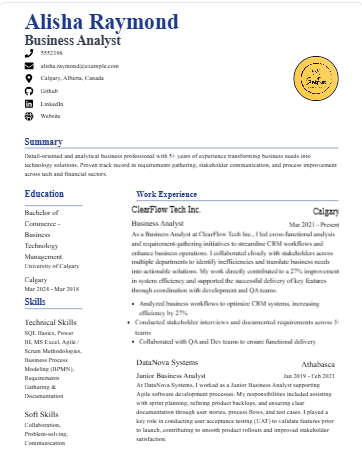 Alisha Raymond
Business Analyst
5552196
alisha.raymond@example.com
Calgary, Alberta, Canada
Github
LinkedIn
Website
Summary
Detail-oriented and analytical business professional with 5+ years of experience transforming business needs into
technology solutions. Proven track record in requirements gathering, stakeholder communication, and process improvement
across tech and financial sectors.
Education
Bachelor of
Commerce -
Business
Technology
Management
University of Calgary
Calgary
Mar 2024 - Mar 2018
Skills
Technical Skills
SQL Basics, Power
BI, MS Excel, Agile /
Scrum Methodologies,
Business Process
Modeling (BPMN),
Requirements
Gathering &
Documentation
Soft Skills
Collaboration,
Problem-solving,
Communication
Work Experience
ClearFlow Tech Inc.
Calgary
Business Analyst
Mar 2021 - Present
As a Business Analyst at ClearFlow Tech Inc., I led cross-functional analysis
and requirement-gathering initiatives to streamline CRM workflows and
enhance business operations. I collaborated closely with stakeholders across
multiple departments to identify inefficiencies and translate business needs
into actionable solutions. My work directly contributed to a 27% improvement
in system efficiency and supported the successful delivery of key features
through coordination with development and QA teams.
• Analyzed business workflows to optimize CRM systems, increasing
efficiency by 27%
• Conducted stakeholder interviews and documented requirements across 5+
teams
• Collaborated with QA and Dev teams to ensure functional delivery
DataNova Systems
Athabasca
Junior Business Analyst
Jan 2019 - Feb 2021
At DataNova Systems, I worked as a Junior Business Analyst supporting
Agile software development processes. My responsibilities included assisting
with sprint planning, refining product backlogs, and ensuring clear
documentation through user stories, process flows, and test cases. I played a
key role in conducting user acceptance testing (UAT) to validate features prior
to launch, contributing to smooth product rollouts and improved stakeholder
satisfaction.